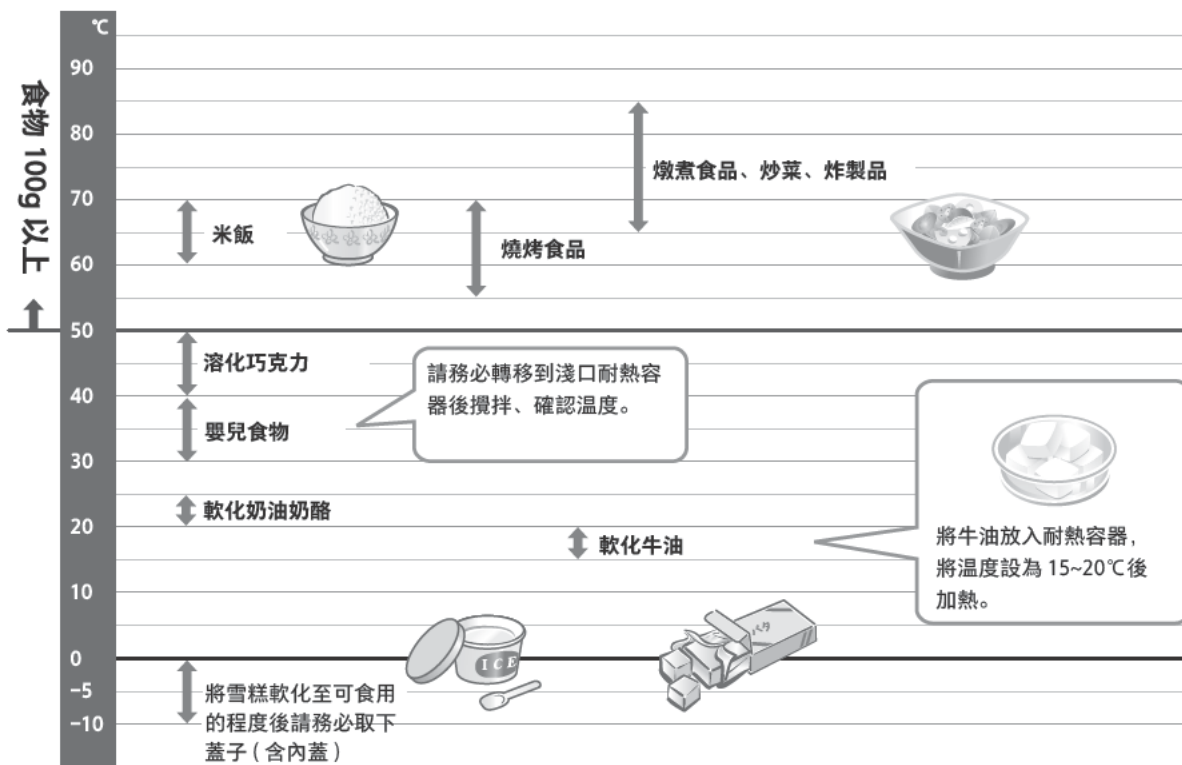 ℃
90
80
70
60
50
40
30
20
10
0
−5
−10
食物 100g 以上
燉煮食品、炒菜、炸製品
米飯
燒烤食品
溶化巧克力
請務必轉移到淺口耐熱容
器後攪拌、確認温度。
嬰兒食物
軟化奶油奶酪
軟化牛油
將牛油放入耐熱容器，
將温度設為 15~20℃後
加熱。
ICE
將雪糕軟化至可食用
的程度後請務必取下
蓋子 ( 含內蓋 )